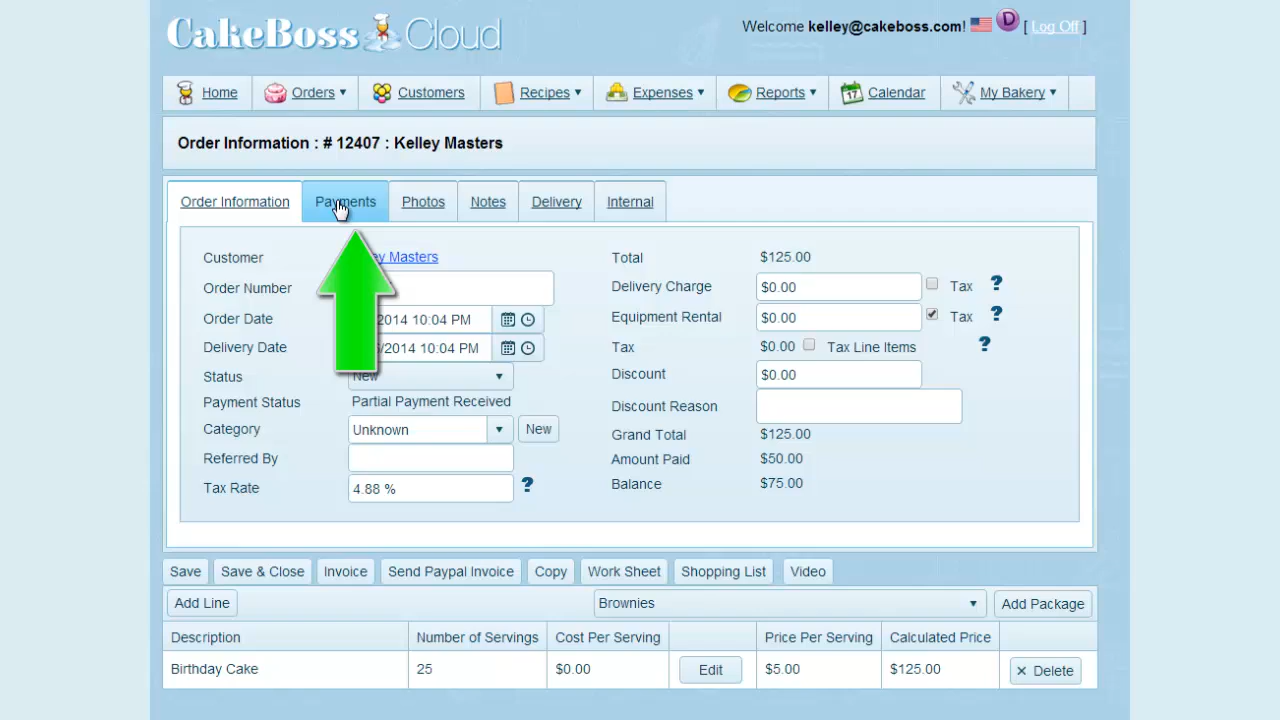 CakeBoss Cloud
Welcome kelley@cakeboss.com! D [ Log Off ]
Home Orders Customers Recipes Expenses Reports 17 Calendar My Bakery
Order Information : # 12407 : Kelley Masters
Order Information Payments Photos Notes Delivery Internal
Customer ey Masters Total $125.00
Order Number Delivery Charge $0.00 Tax ?
Order Date /2014 10:04 PM Equipment Rental $0.00 Tax ?
Delivery Date /2014 10:04 PM Tax $0.00 Tax Line Items ?
Status New Discount $0.00
Payment Status Partial Payment Received Discount Reason
Category Unknown New Grand Total $125.00
Referred By Amount Paid $50.00
Tax Rate 4.88 % ? Balance $75.00
Save Save & Close Invoice Send Paypal Invoice Copy Work Sheet Shopping List Video
Add Line Brownies Add Package
Description Number of Servings Cost Per Serving Price Per Serving Calculated Price
Birthday Cake 25 $0.00 Edit $5.00 $125.00 × Delete